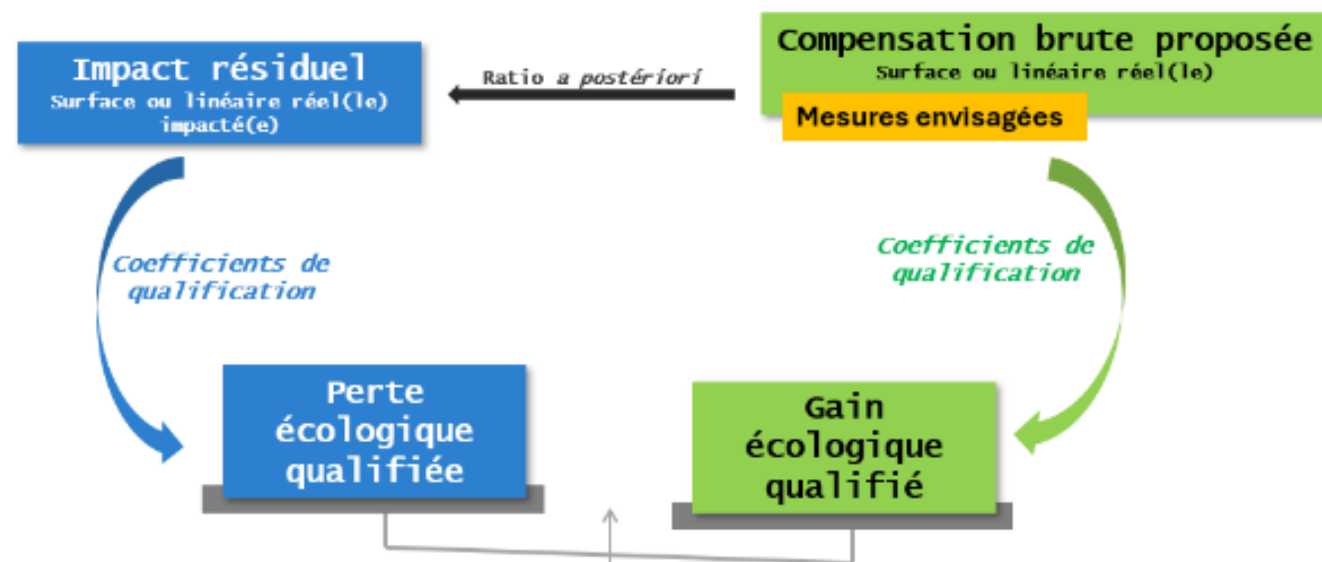 Impact résiduel
Surface ou linéaire réel(le)
impacté(e)
Ratio a postériori
Compensation brute proposée
Surface ou linéaire réel(le)
Mesures envisagées
Coefficients de
qualification
Coefficients de
qualification
Perte
écologique
qualifiée
Gain
écologique
qualifié